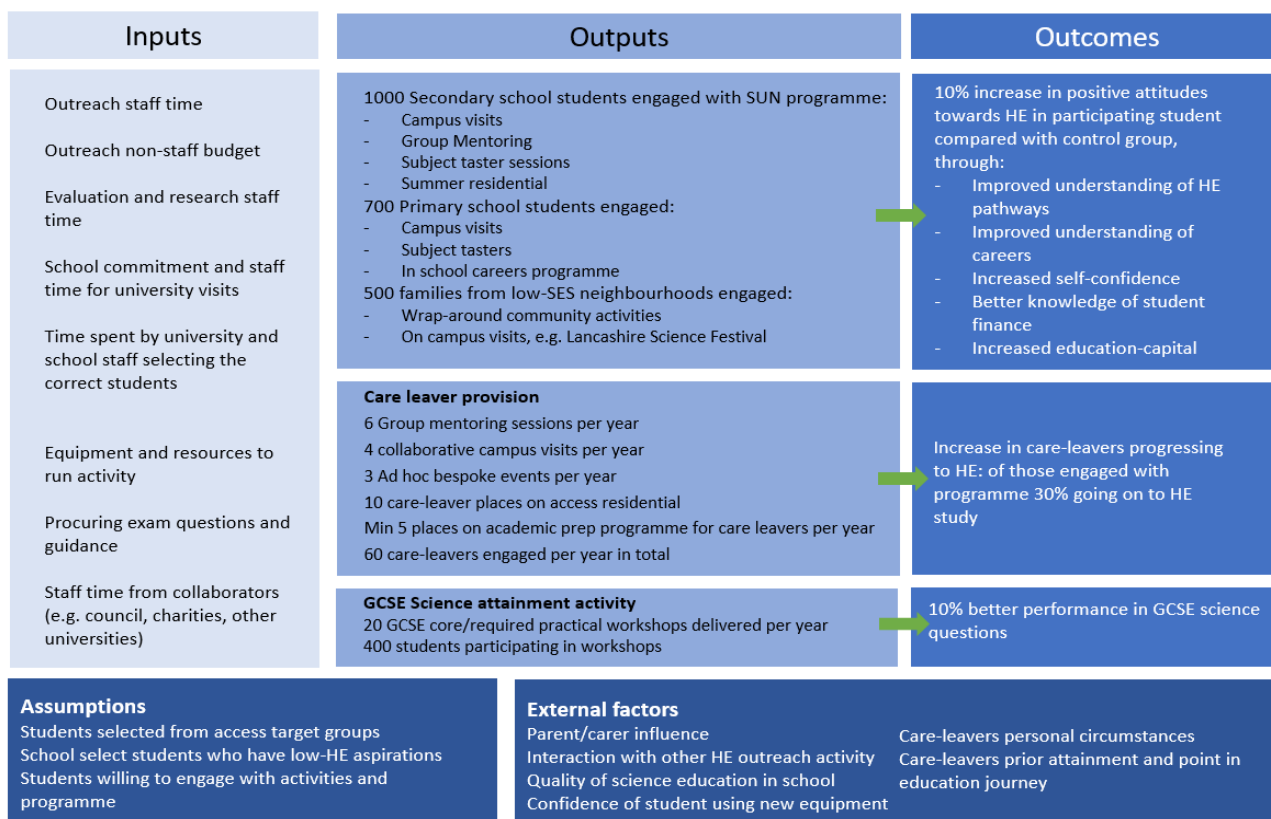 Inputs
Outreach staff time
Outreach non-staff budget
Evaluation and research staff
time
School commitment and staff
time for university visits
Time spent by university and
school staff selecting the
correct students
Equipment and resources to
run activity
Procuring exam questions and
guidance
Staff time from collaborators
(e.g. council, charities, other
universities)
Outputs
1000 Secondary school students engaged with SUN programme:
- Campus visits
- Group Mentoring
- Subject taster sessions
- Summer residential
700 Primary school students engaged:
- Campus visits
- Subject tasters
- In school careers programme
500 families from low-SES neighbourhoods engaged:
- Wrap-around community activities
- On campus visits, e.g. Lancashire Science Festival
Care leaver provision
6 Group mentoring sessions per year
4 collaborative campus visits per year
3 Ad hoc bespoke events per year
10 care-leaver places on access residential
Min 5 places on academic prep programme for care leavers per year
60 care-leavers engaged per year in total
GCSE Science attainment activity
20 GCSE core/required practical workshops delivered per year
400 students participating in workshops
Outcomes
10% increase in positive attitudes
towards HE in participating student
compared with control group,
through:
- Improved understanding of HE
pathways
- Improved understanding of
careers
- Increased self-confidence
- Better knowledge of student
finance
- Increased education-capital
Increase in care-leavers progressing
to HE: of those engaged with
programme 30% going on to HE
study
10% better performance in GCSE science
questions
Assumptions
Students selected from access target groups
School select students who have low-HE aspirations
Students willing to engage with activities and
programme
External factors
Parent/carer influence
Interaction with other HE outreach activity
Quality of science education in school
Confidence of student using new equipment
Care-leavers personal circumstances
Care-leavers prior attainment and point in
education journey